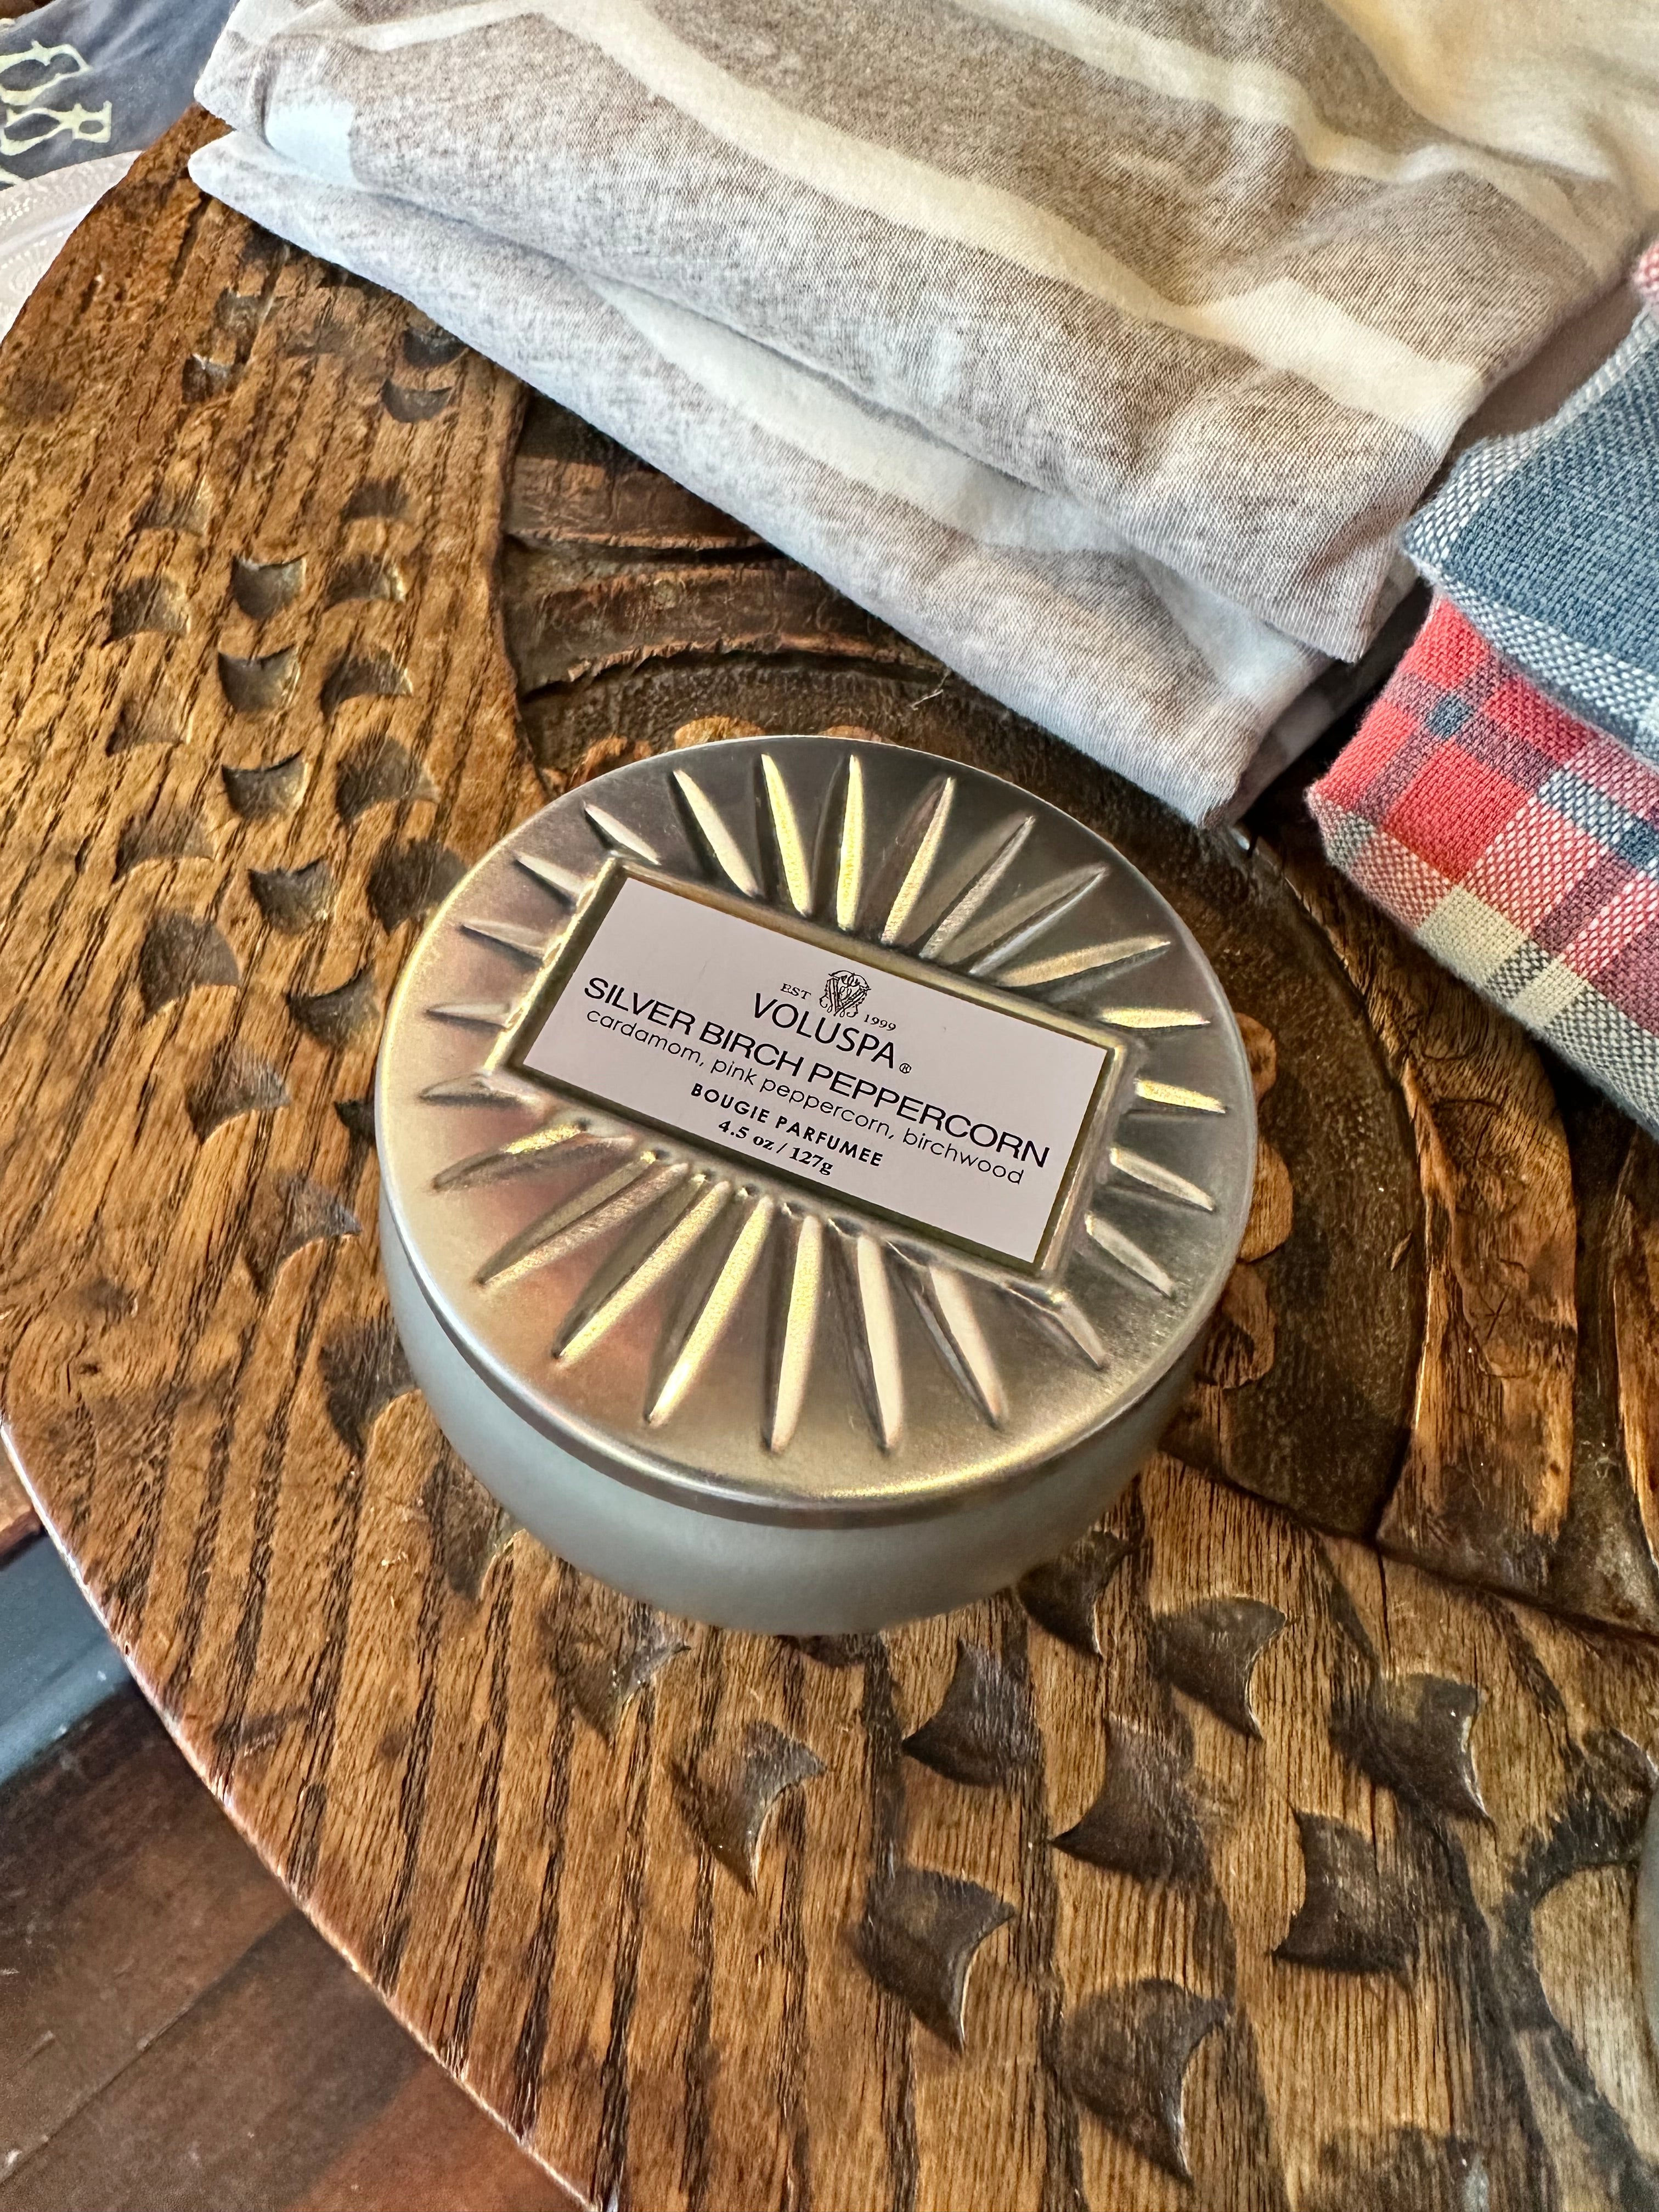 EST 1999
VOLUSPA®
SILVER BIRCH PEPPERCORN
cardamom, pink peppercorn, birchwood
BOUGIE PARFUMEE
4.5 oz / 127g